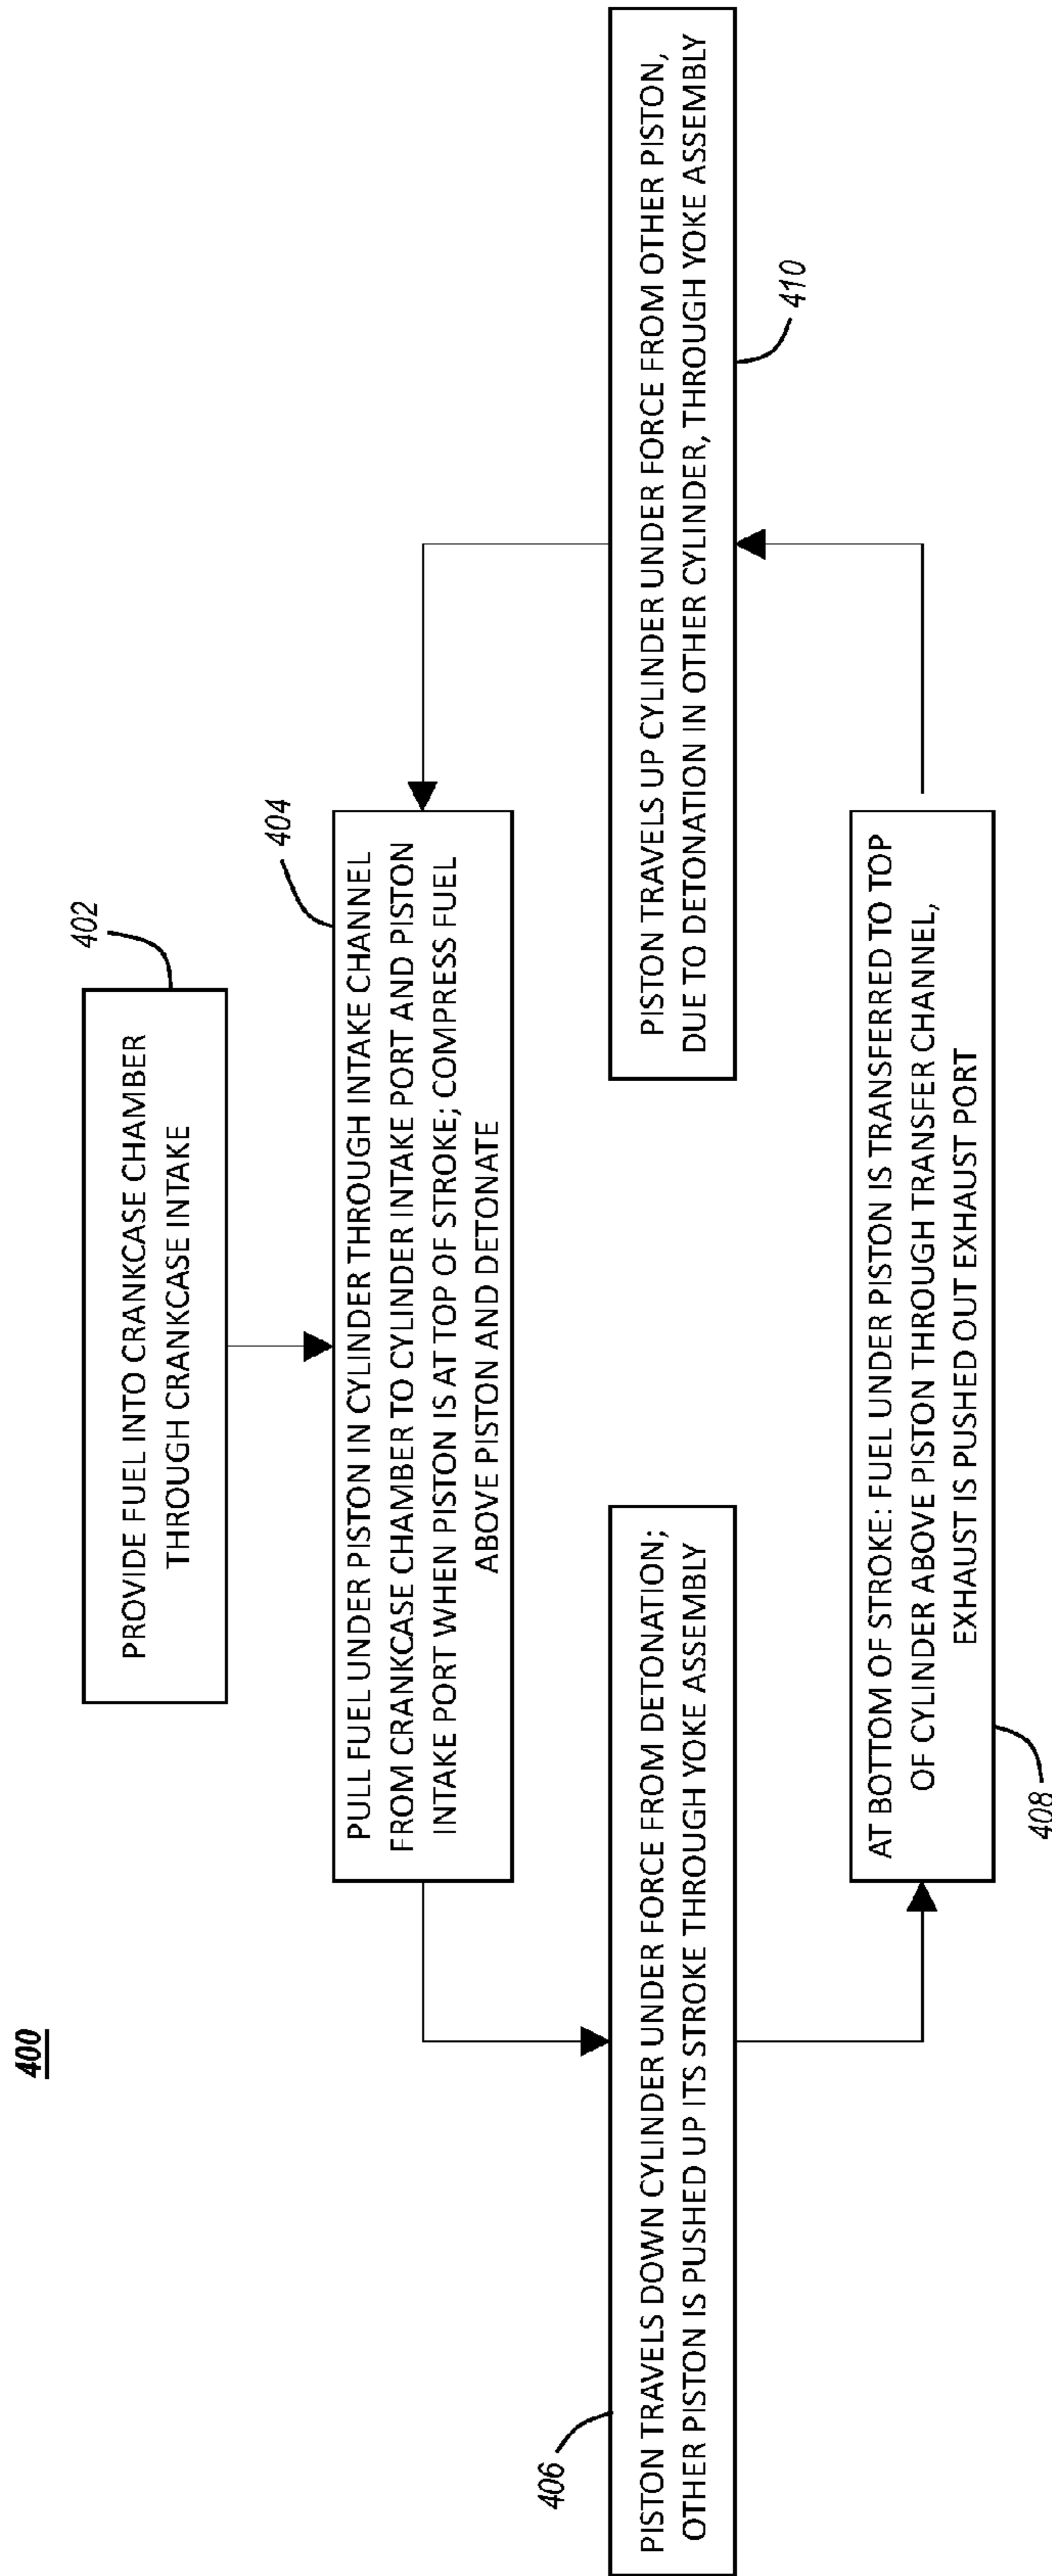 400
402
PROVIDE FUEL INTO CRANKCASE CHAMBER
THROUGH CRANKCASE INTAKE
404
PULL FUEL UNDER PISTON IN CYLINDER THROUGH INTAKE CHANNEL
FROM CRANKCASE CHAMBER TO CYLINDER INTAKE PORT AND PISTON
INTAKE PORT WHEN PISTON IS AT TOP OF STROKE; COMPRESS FUEL
ABOVE PISTON AND DETONATE
406
PISTON TRAVELS DOWN CYLINDER UNDER FORCE FROM DETONATION;
OTHER PISTON IS PUSHED UP ITS STROKE THROUGH YOKE ASSEMBLY
408
AT BOTTOM OF STROKE: FUEL UNDER PISTON IS TRANSFERRED TO TOP
OF CYLINDER ABOVE PISTON THROUGH TRANSFER CHANNEL,
EXHAUST IS PUSHED OUT EXHAUST PORT
410
PISTON TRAVELS UP CYLINDER UNDER FORCE FROM OTHER PISTON,
DUE TO DETONATION IN OTHER CYLINDER, THROUGH YOKE ASSEMBLY